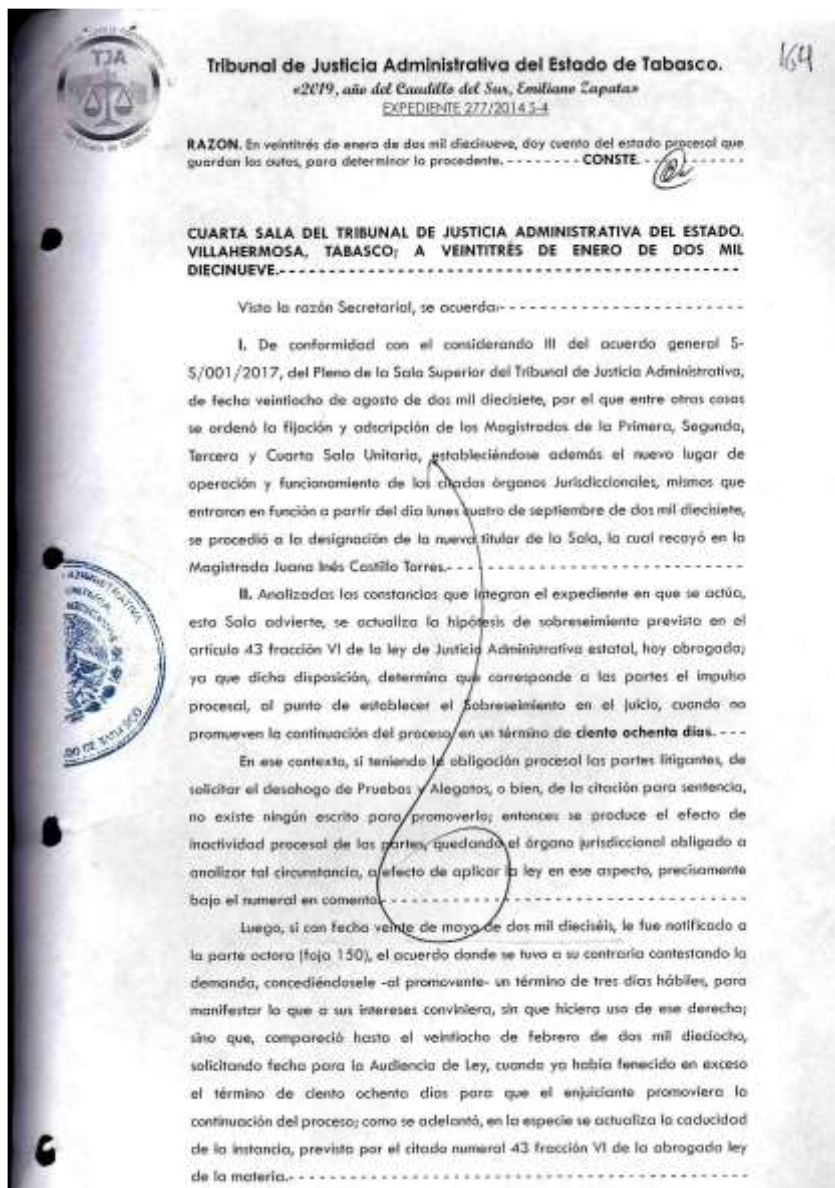 TJA
Tribunal de Justicia Administrativa del Estado de Tabasco.
164
«2019, año del Caudillo del Sur, Emiliano Zapata»
EXPEDIENTE 277/2014 S-4
RAZON. En veintitrés de enero de dos mil diecinueve, doy cuenta del estado procesal que
guardan los autos, para determinar lo procedente. - - - - - - - - CONSTE. - - - - - - - -
CUARTA SALA DEL TRIBUNAL DE JUSTICIA ADMINISTRATIVA DEL ESTADO.
VILLAHERMOSA, TABASCO; A VEINTITRÉS DE ENERO DE DOS MIL
DIECINUEVE.- - - - - - - - - - - - - - - - - - - - - - - - - - - - - - - - - - - - - - -
Visto la razón Secretarial, se acuerda:- - - - - - - - - - - - - - - - - - - - - - - -
I. De conformidad con el considerando III del acuerdo general S-
S/001/2017, del Pleno de la Sala Superior del Tribunal de Justicia Administrativa,
de fecha veintiocho de agosto de dos mil diecisiete, por el que entre otras cosas
se ordenó la fijación y adscripción de los Magistrados de la Primera, Segunda,
Tercera y Cuarta Sala Unitaria, estableciéndose además el nuevo lugar de
operación y funcionamiento de los citados órganos Jurisdiccionales, mismos que
entraron en función a partir del día lunes cuatro de septiembre de dos mil diecisiete,
se procedió a la designación de la nueva titular de la Sala, la cual recayó en la
Magistrada Juana Inés Castillo Torres.- - - - - - - - - - - - - - - - - - - - - - - - - - -
II. Analizadas las constancias que integran el expediente en que se actúa,
esta Sala advierte, se actualiza la hipótesis de sobreseimiento prevista en el
artículo 43 fracción VI de la ley de Justicia Administrativa estatal, hoy abrogada;
ya que dicha disposición, determina que corresponde a las partes el impulso
procesal, al punto de establecer el Sobreseimiento en el juicio, cuando no
promueven la continuación del proceso en un término de ciento ochenta días. - - -
En ese contexto, si teniendo la obligación procesal las partes litigantes, de
solicitar el desahogo de Pruebas y Alegatos, o bien, de la citación para sentencia,
no existe ningún escrito para promoverlo; entonces se produce el efecto de
inactividad procesal de las partes, quedando el órgano jurisdiccional obligado a
analizar tal circunstancia, a efecto de aplicar la ley en ese aspecto, precisamente
bajo el numeral en comento.- - - - - - - - - - - - - - - - - - - - - - - - - - - - - - - -
Luego, si con fecha veinte de mayo de dos mil dieciséis, le fue notificado a
la parte actora (foja 150), el acuerdo donde se tuvo a su contraria contestando la
demanda, concediéndosele -al promovente- un término de tres días hábiles, para
manifestar lo que a sus intereses conviniera, sin que hiciera uso de ese derecho;
sino que, compareció hasta el veintiocho de febrero de dos mil dieciocho,
solicitando fecha para la Audiencia de Ley, cuando ya había fenecido en exceso
el término de ciento ochenta días para que el enjuiciante promoviera la
continuación del proceso; como se adelantó, en la especie se actualiza la caducidad
de la instancia, prevista por el citado numeral 43 fracción VI de la abrogada ley
de la materia.- - - - - - - - - - - - - - - - - - - - - - - - - - - - - - - - - - - - - - -